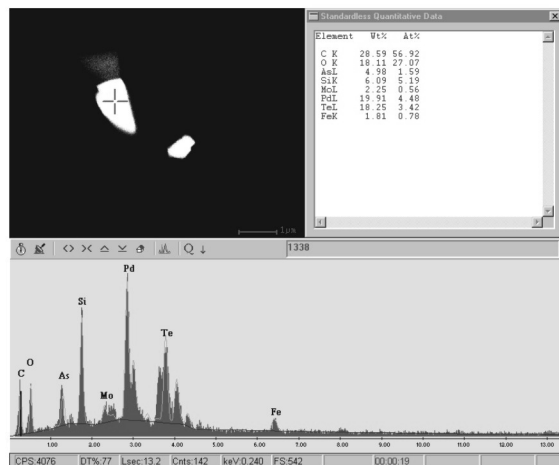 Standardless Quantitative Data
Element Wt% At%
C K 28.59 56.92
O K 18.11 27.07
AsL 4.98 1.59
SiK 6.09 5.19
MoL 2.25 0.56
PdL 19.91 4.48
TeL 18.25 3.42
FeK 1.81 0.78
1µm
1338
Pd
Si
Te
O
C
As
Mo
Fe
1.00 2.00 3.00 4.00 5.00 6.00 7.00 8.00 9.00 10.00 11.00 12.00 13.00
CPS:4076 DT%:77 Lsec:13.2 Cnts:142 keV:0.240 FS:542 00:00:19